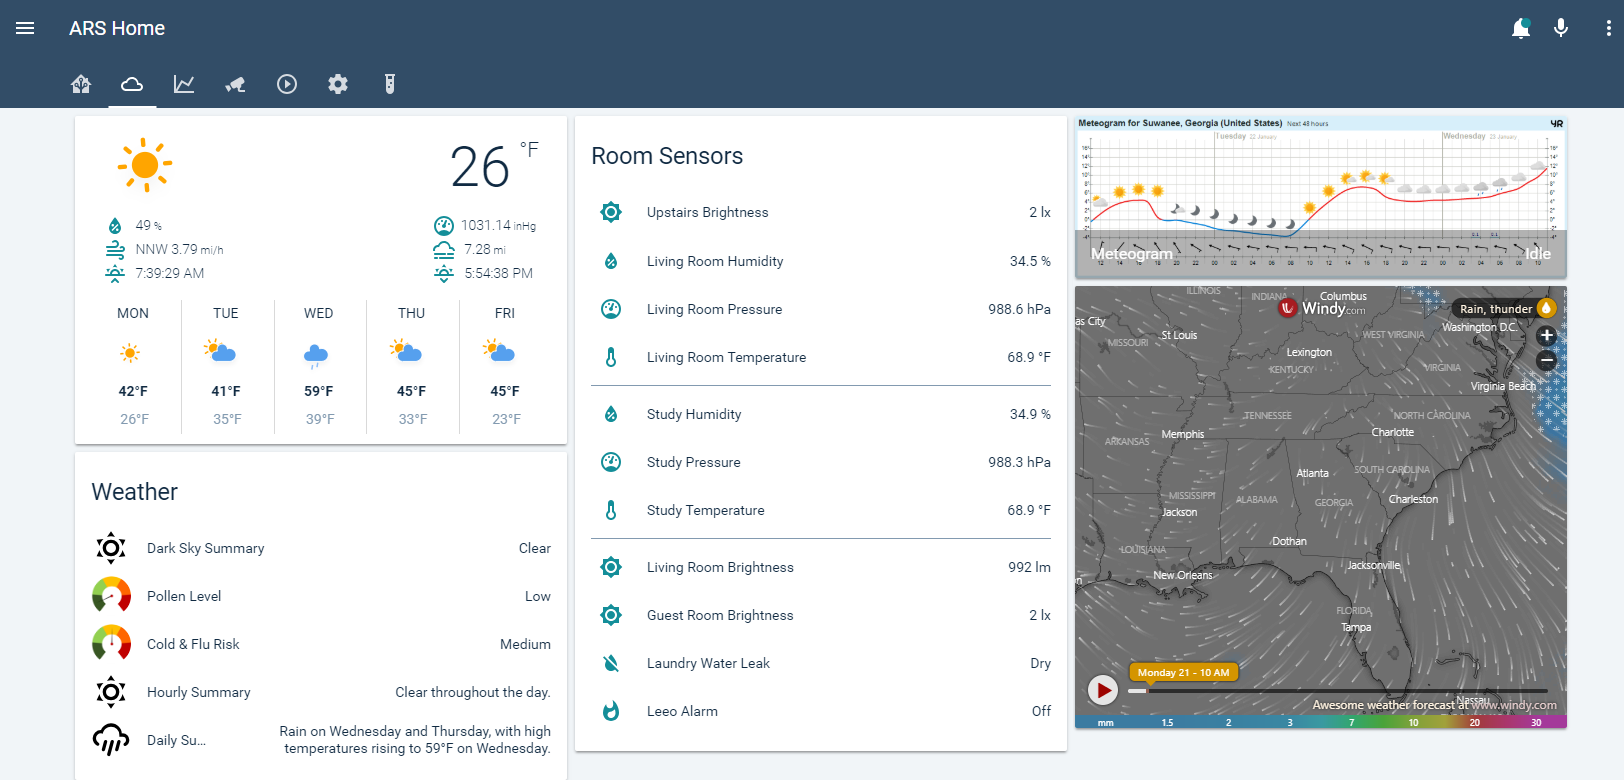 ARS Home
26 °F
49 %
1031.14 inHg
NNW 3.79 mi/h
7.28 mi
7:39:29 AM
5:54:38 PM
MON TUE WED THU FRI
42°F 41°F 59°F 45°F 45°F
26°F 35°F 39°F 33°F 23°F
Weather
Dark Sky Summary Clear
Pollen Level Low
Cold & Flu Risk Medium
Hourly Summary Clear throughout the day.
Daily Su... Rain on Wednesday and Thursday, with high
temperatures rising to 59°F on Wednesday.
Room Sensors
Upstairs Brightness 2 lx
Living Room Humidity 34.5 %
Living Room Pressure 988.6 hPa
Living Room Temperature 68.9 °F
Study Humidity 34.9 %
Study Pressure 988.3 hPa
Study Temperature 68.9 °F
Living Room Brightness 992 lm
Guest Room Brightness 2 lx
Laundry Water Leak Dry
Leeo Alarm Off
Meteogram for Suwanee, Georgia (United States) Next 48 hours
Tuesday 22 January
Wednesday 23 January
Meteogram Idle
ILLINOIS
INDIANA
Columbus
Windy.com
Rain, thunder
as City
St Louis
MISSOURI
WEST VIRGINIA
Washington D.C.
Lexington
KENTUCKY
VIRGINIA
Virginia Beach
TENNESSEE
NORTH CAROLINA
ARKANSAS
Memphis
Charlotte
Atlanta
SOUTH CAROLINA
MISSISSIPPI
ALABAMA
GEORGIA
Charleston
Jackson
LOUISIANA
Dothan
Jacksonville
New Orleans
FLORIDA
Tampa
Monday 21 - 10 AM
Nassau
Awesome weather forecast at www.windy.com
mm 1.5 2 3 7 10 20 30